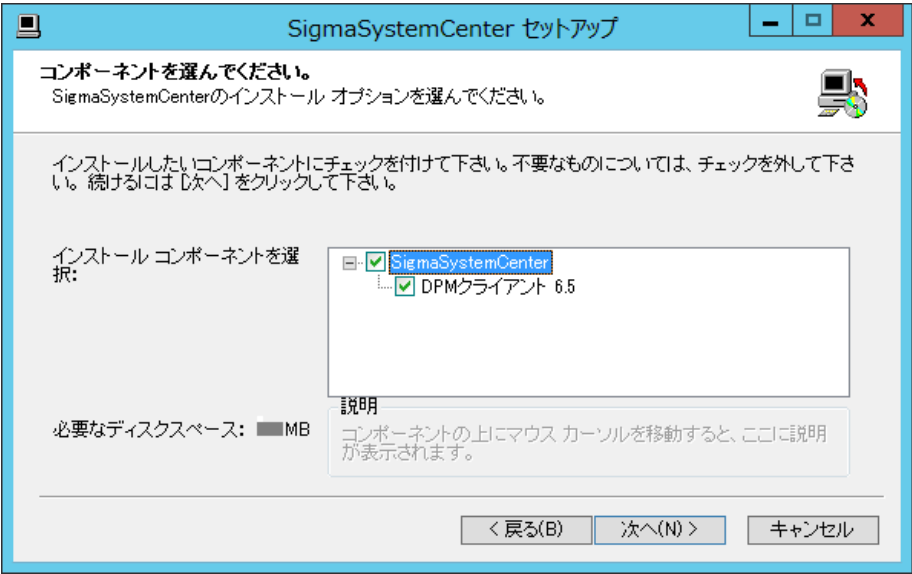 SigmaSystemCenter セットアップ
コンポーネントを選んでください。
SigmaSystemCenterのインストール オプションを選んでください。
インストールしたいコンポーネントにチェックを付けて下さい。不要なものについては、チェックを外して下さ
い。続けるには [次へ] をクリックして下さい。
インストール コンポーネントを選
択:
SigmaSystemCenter
DPMクライアント 6.5
必要なディスクスペース: MB
説明
コンポーネントの上にマウス カーソルを移動すると、ここに説明
が表示されます。
< 戻る(B)
次へ(N) >
キャンセル